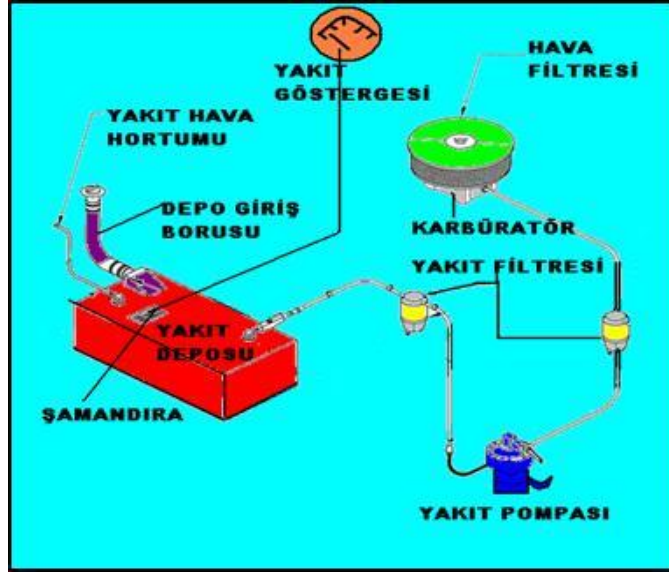 YAKIT
GÖSTERGESİ
HAVA
FİLTRESİ
YAKIT HAVA
HORTUMU
DEPO GİRİŞ
BORUSU
KARBÜRATÖR
YAKIT FİLTRESİ
YAKIT
DEPOSU
ŞAMANDIRA
YAKIT POMPASI